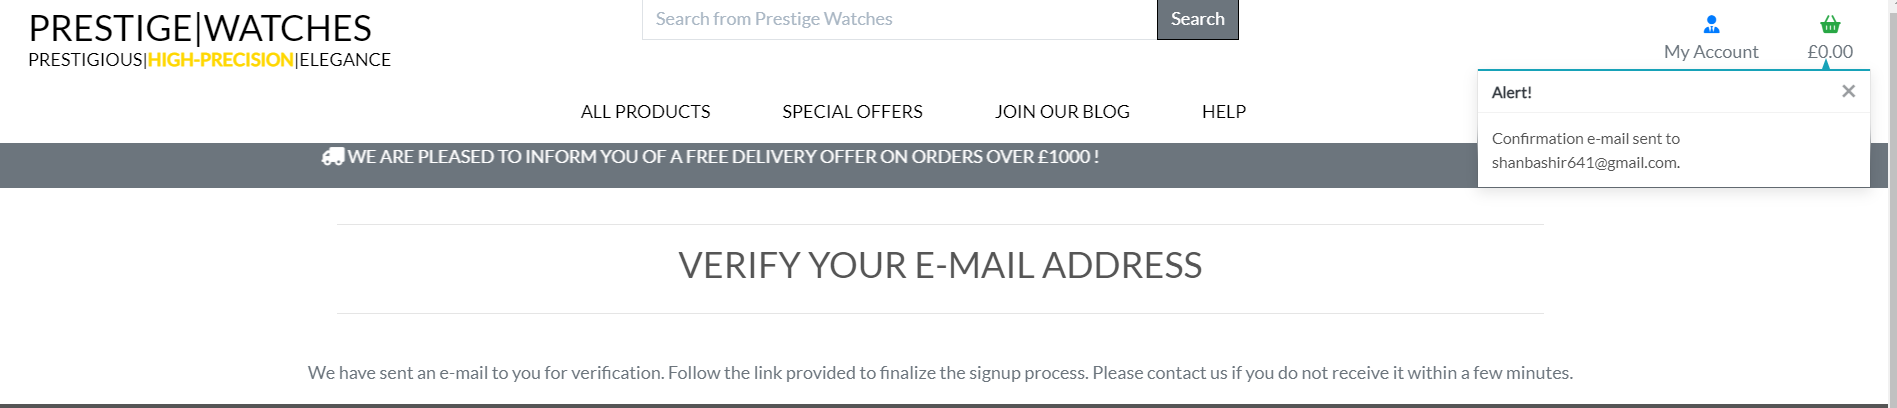 PRESTIGE|WATCHES
PRESTIGIOUS|HIGH-PRECISION|ELEGANCE
Search from Prestige Watches
Search
My Account
£0.00
Alert!
Confirmation e-mail sent to
shanbashir641@gmail.com.
ALL PRODUCTS
SPECIAL OFFERS
JOIN OUR BLOG
HELP
WE ARE PLEASED TO INFORM YOU OF A FREE DELIVERY OFFER ON ORDERS OVER £1000 !
VERIFY YOUR E-MAIL ADDRESS
We have sent an e-mail to you for verification. Follow the link provided to finalize the signup process. Please contact us if you do not receive it within a few minutes.